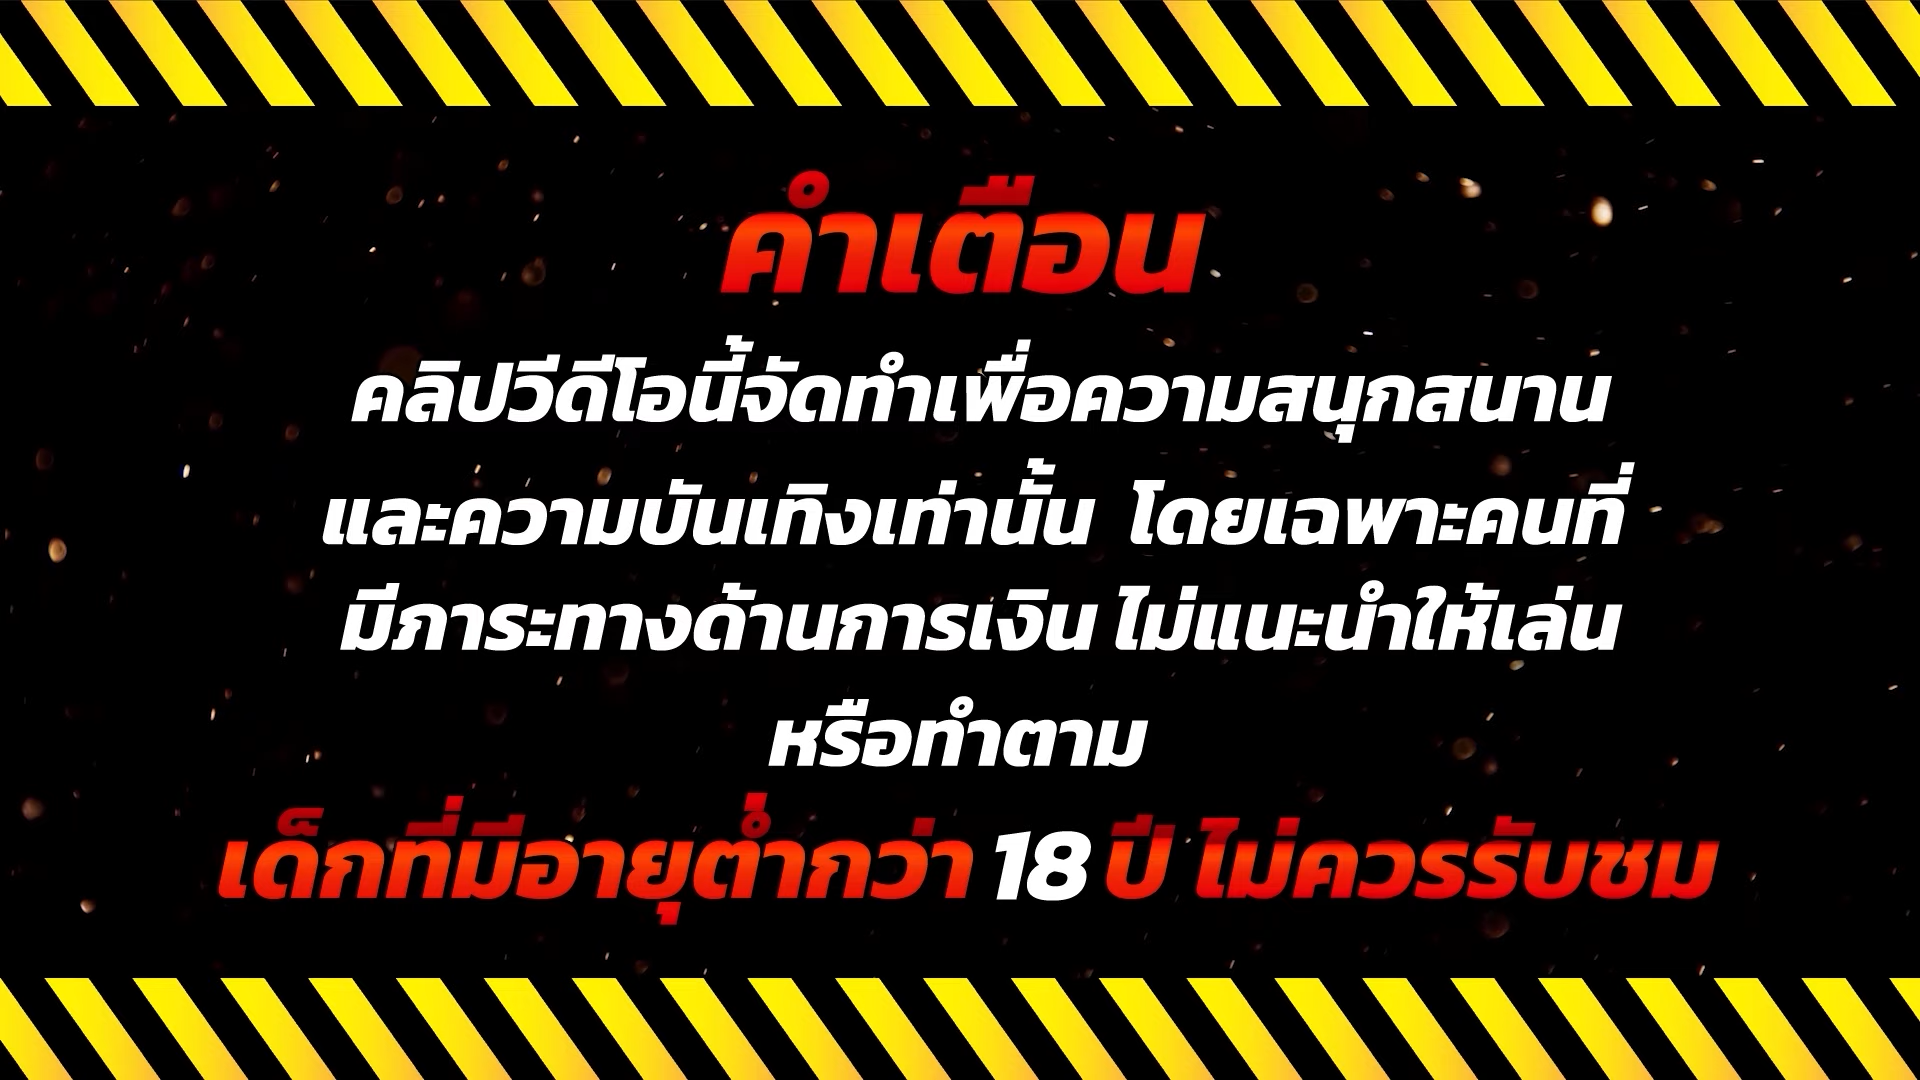 คำเตือน
คลิปวีดีโอนี้จัดทำเพื่อความสนุกสนาน
และความบันเทิงเท่านั้น โดยเฉพาะคนที่
มีภาระทางด้านการเงิน ไม่แนะนำให้เล่น
หรือทำตาม
เด็กที่มีอายุต่ำกว่า 18 ปี ไม่ควรรับชม